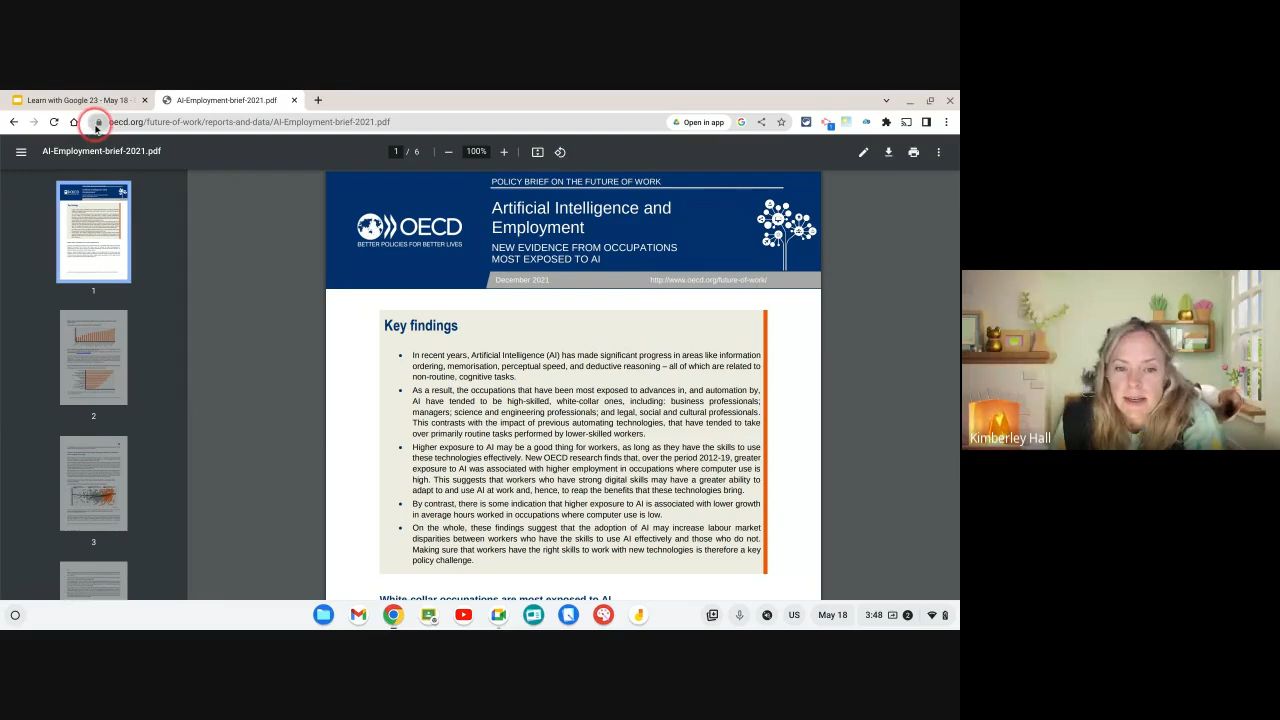 Learn with Google 23 - May 18 -
AI-Employment-brief-2021.pdf
oecd.org/future-of-work/reports-and-data/AI-Employment-brief-2021.pdf
Open in app
AI-Employment-brief-2021.pdf
1 / 6
100%
POLICY BRIEF ON THE FUTURE OF WORK
OECD
BETTER POLICIES FOR BETTER LIVES
Artificial Intelligence and
Employment
NEW EVIDENCE FROM OCCUPATIONS
MOST EXPOSED TO AI
December 2021
http://www.oecd.org/future-of-work/
Key findings
• In recent years, Artificial Intelligence (AI) has made significant progress in areas like information
ordering, memorisation, perceptual speed, and deductive reasoning – all of which are related to
non-routine, cognitive tasks.
• As a result, the occupations that have been most exposed to advances in, and automation by,
AI have tended to be high-skilled, white-collar ones, including: business professionals;
managers; science and engineering professionals; and legal, social and cultural professionals.
This contrasts with the impact of previous automating technologies, that have tended to take
over primarily routine tasks performed by lower-skilled workers.
• Higher exposure to AI may be a good thing for workers, as long as they have the skills to use
these technologies effectively. New OECD research finds that, over the period 2012-19, greater
exposure to AI was associated with higher employment in occupations where computer use is
high. This suggests that workers who have strong digital skills may have a greater ability to
adapt to and use AI at work and, hence, to reap the benefits that these technologies bring.
• By contrast, there is some indication that higher exposure to AI is associated with lower growth
in average hours worked in occupations where computer use is low.
• On the whole, these findings suggest that the adoption of AI may increase labour market
disparities between workers who have the skills to use AI effectively and those who do not.
Making sure that workers have the right skills to work with new technologies is therefore a key
policy challenge.
White-collar occupations are most exposed to AI
1
2
3
Kimberley Hall
US
May 18
3:48
2